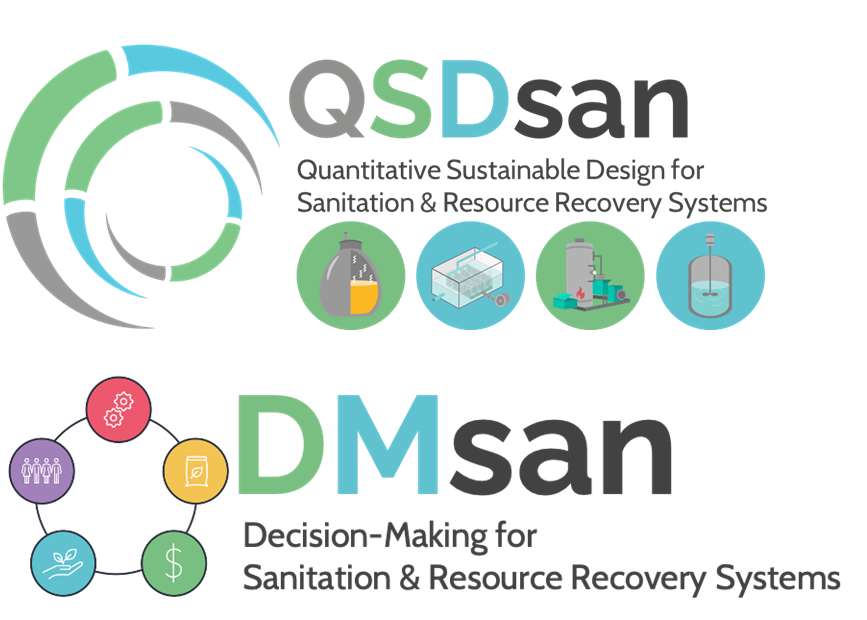 QSDsan
Quantitative Sustainable Design for
Sanitation & Resource Recovery Systems
DMsan
Decision-Making for
Sanitation & Resource Recovery Systems
$